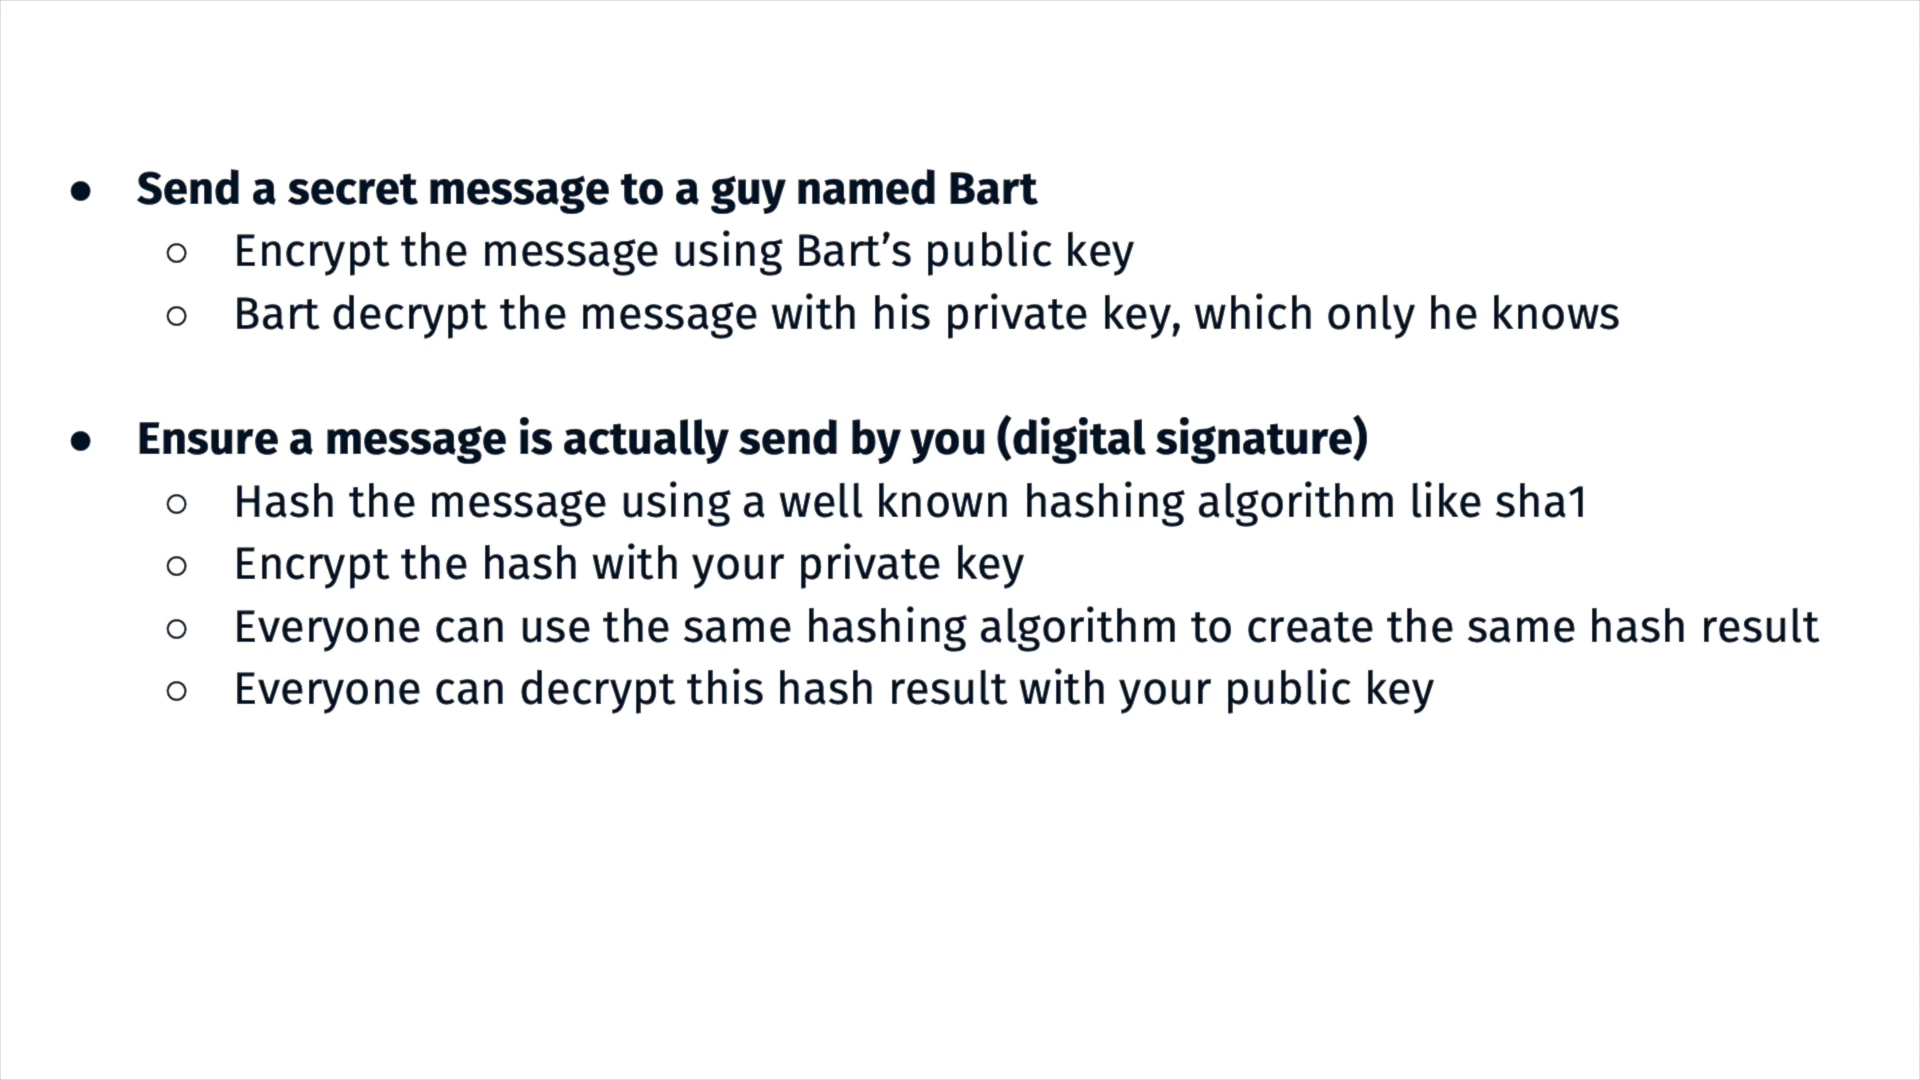 ● Send a secret message to a guy named Bart
○ Encrypt the message using Bart’s public key
○ Bart decrypt the message with his private key, which only he knows
● Ensure a message is actually send by you (digital signature)
○ Hash the message using a well known hashing algorithm like sha1
○ Encrypt the hash with your private key
○ Everyone can use the same hashing algorithm to create the same hash result
○ Everyone can decrypt this hash result with your public key